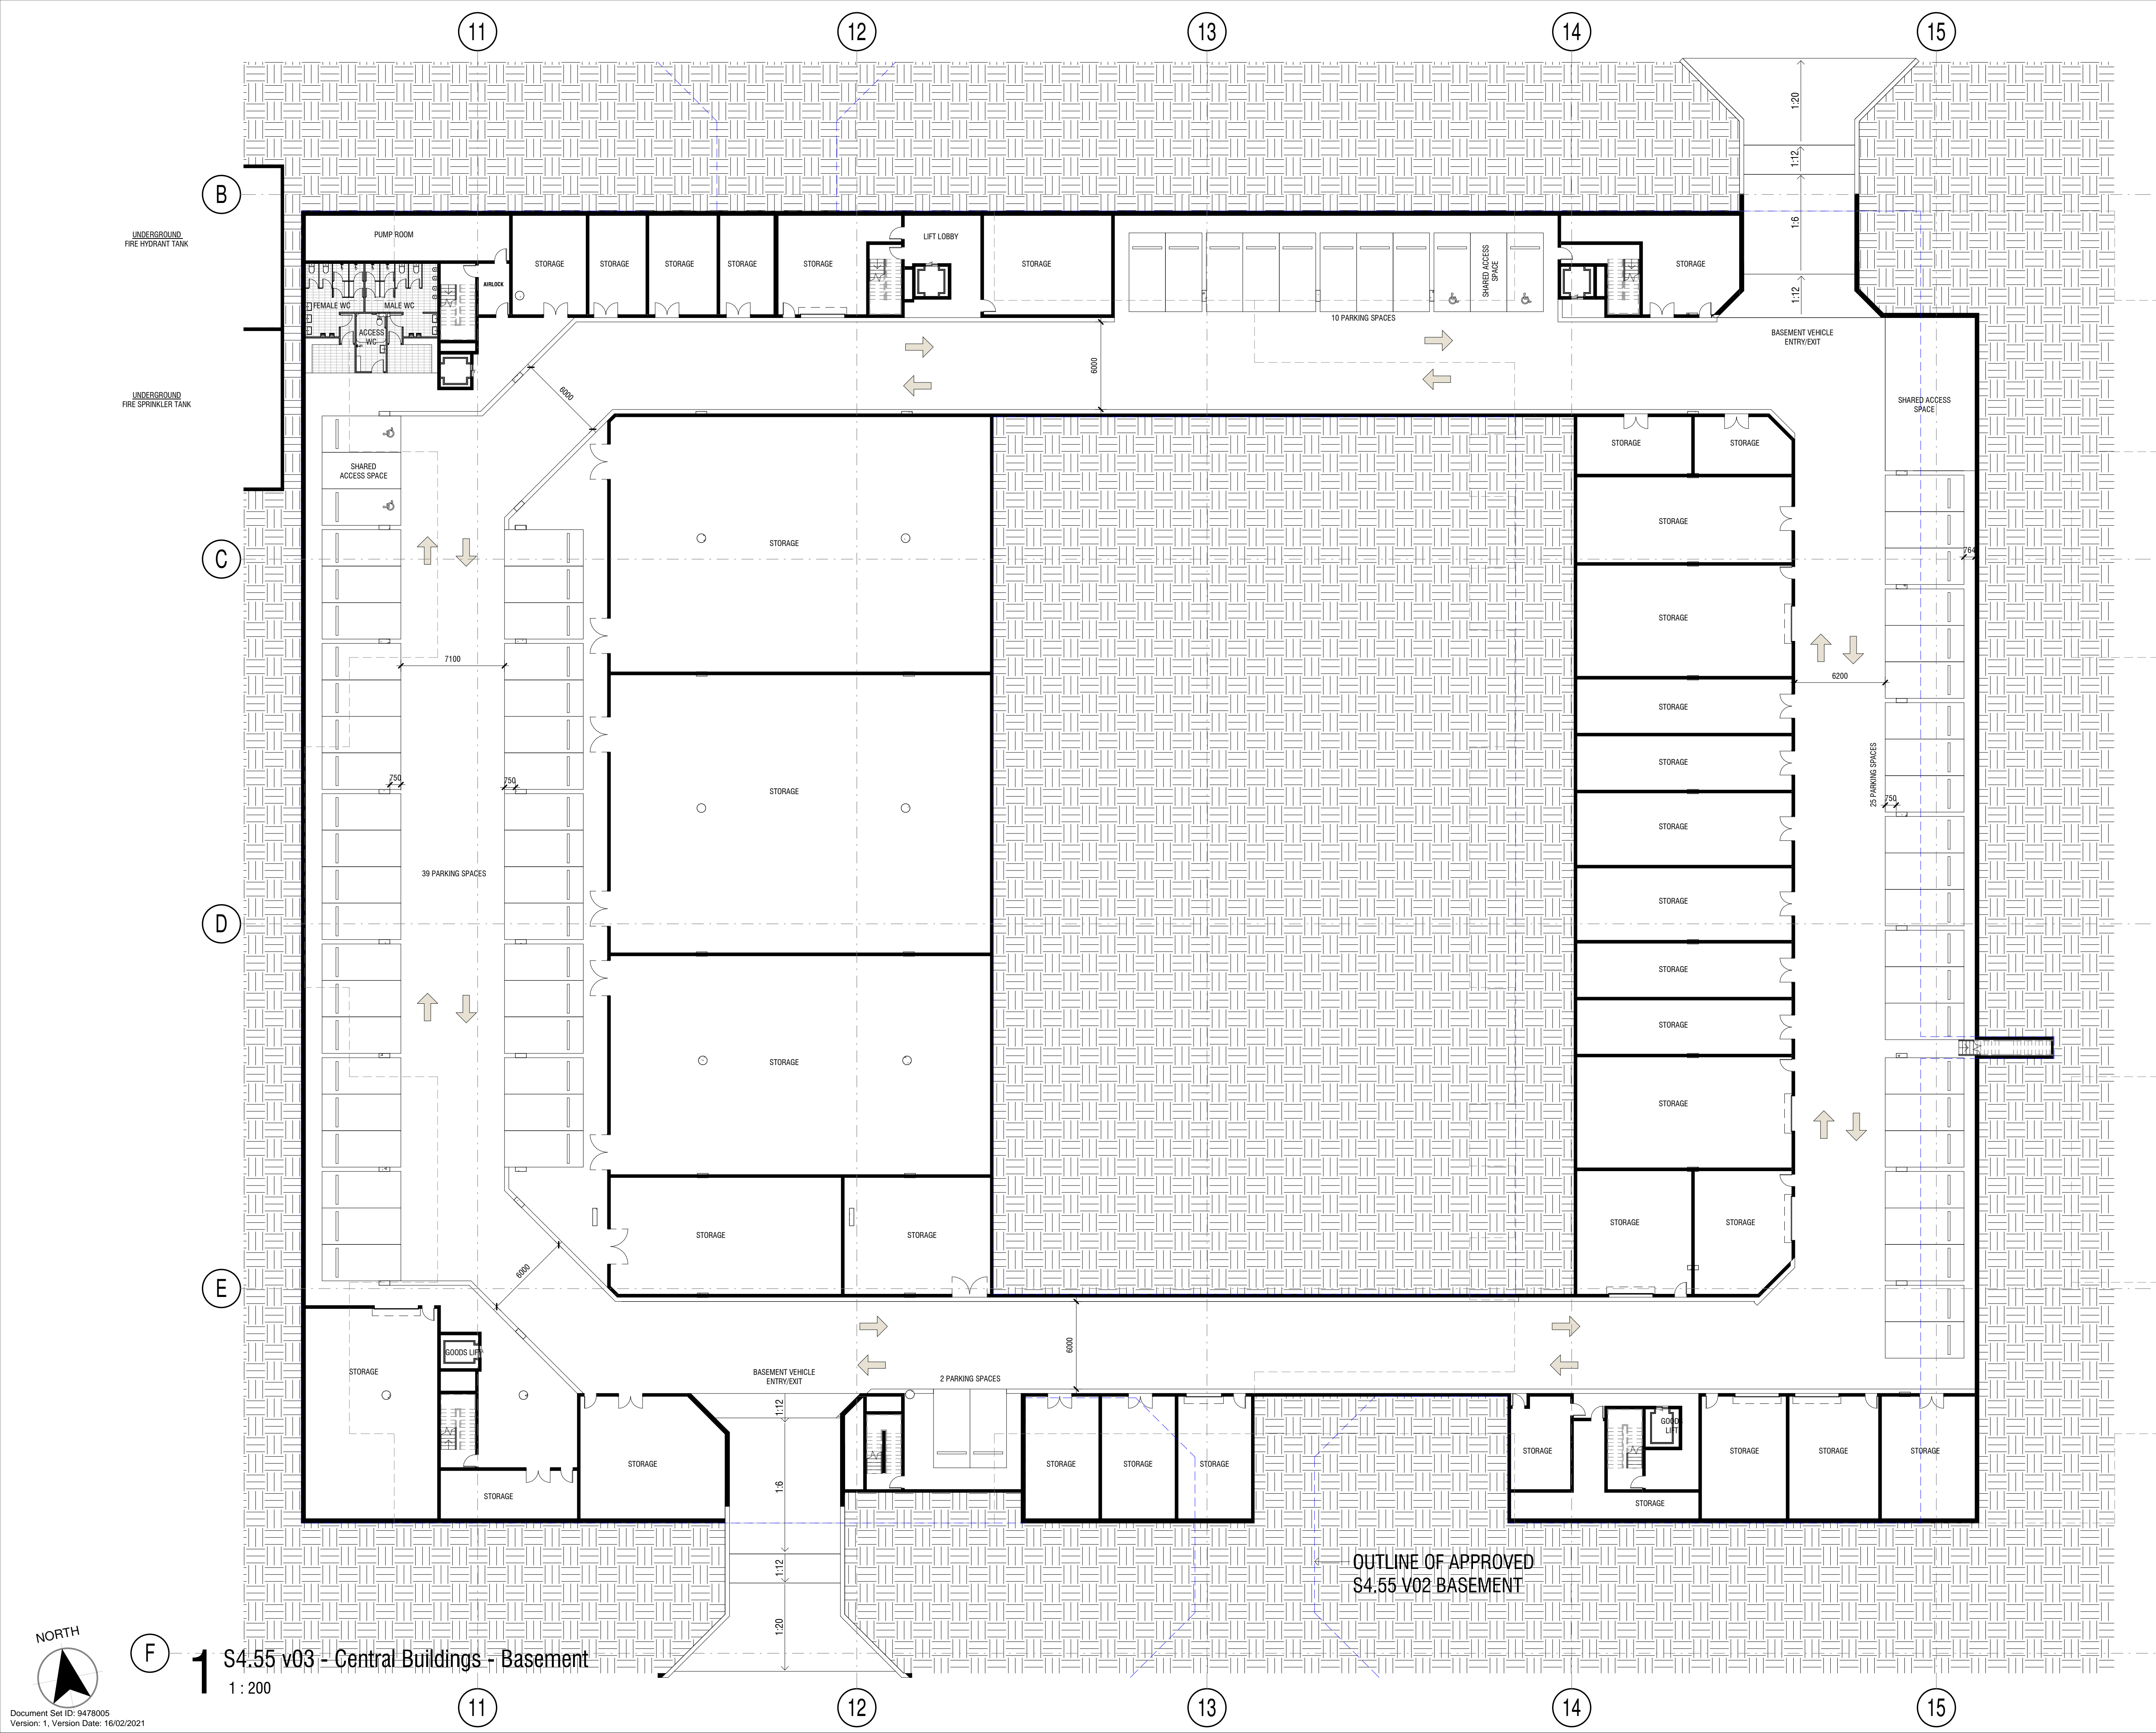 11
12
13
14
15
1:20
1:12
B
1:6
UNDERGROUND
FIRE HYDRANT TANK
PUMP ROOM
LIFT LOBBY
STORAGE
STORAGE
STORAGE
STORAGE
STORAGE
STORAGE
SHARED ACCESS
SPACE
STORAGE
AIRLOCK
1:12
FEMALE WC
MALE WC
ACCESS
WC
10 PARKING SPACES
BASEMENT VEHICLE
ENTRY/EXIT
6000
6000
UNDERGROUND
FIRE SPRINKLER TANK
SHARED ACCESS
SPACE
STORAGE
STORAGE
SHARED
ACCESS SPACE
STORAGE
STORAGE
C
764
STORAGE
7100
6200
STORAGE
STORAGE
STORAGE
25 PARKING SPACES
750
750
750
STORAGE
39 PARKING SPACES
STORAGE
D
STORAGE
STORAGE
STORAGE
STORAGE
STORAGE
STORAGE
STORAGE
STORAGE
STORAGE
6000
E
6000
GOODS LIFT
STORAGE
BASEMENT VEHICLE
ENTRY/EXIT
2 PARKING SPACES
1:12
GOODS
LIFT
STORAGE
STORAGE
STORAGE
STORAGE
STORAGE
STORAGE
STORAGE
STORAGE
1:6
STORAGE
STORAGE
1:12
OUTLINE OF APPROVED
S4.55 V02 BASEMENT
1:20
NORTH
F
1
S4.55 v03 - Central Buildings - Basement
1 : 200
11
12
13
14
15
Document Set ID: 9478005
Version: 1, Version Date: 16/02/2021